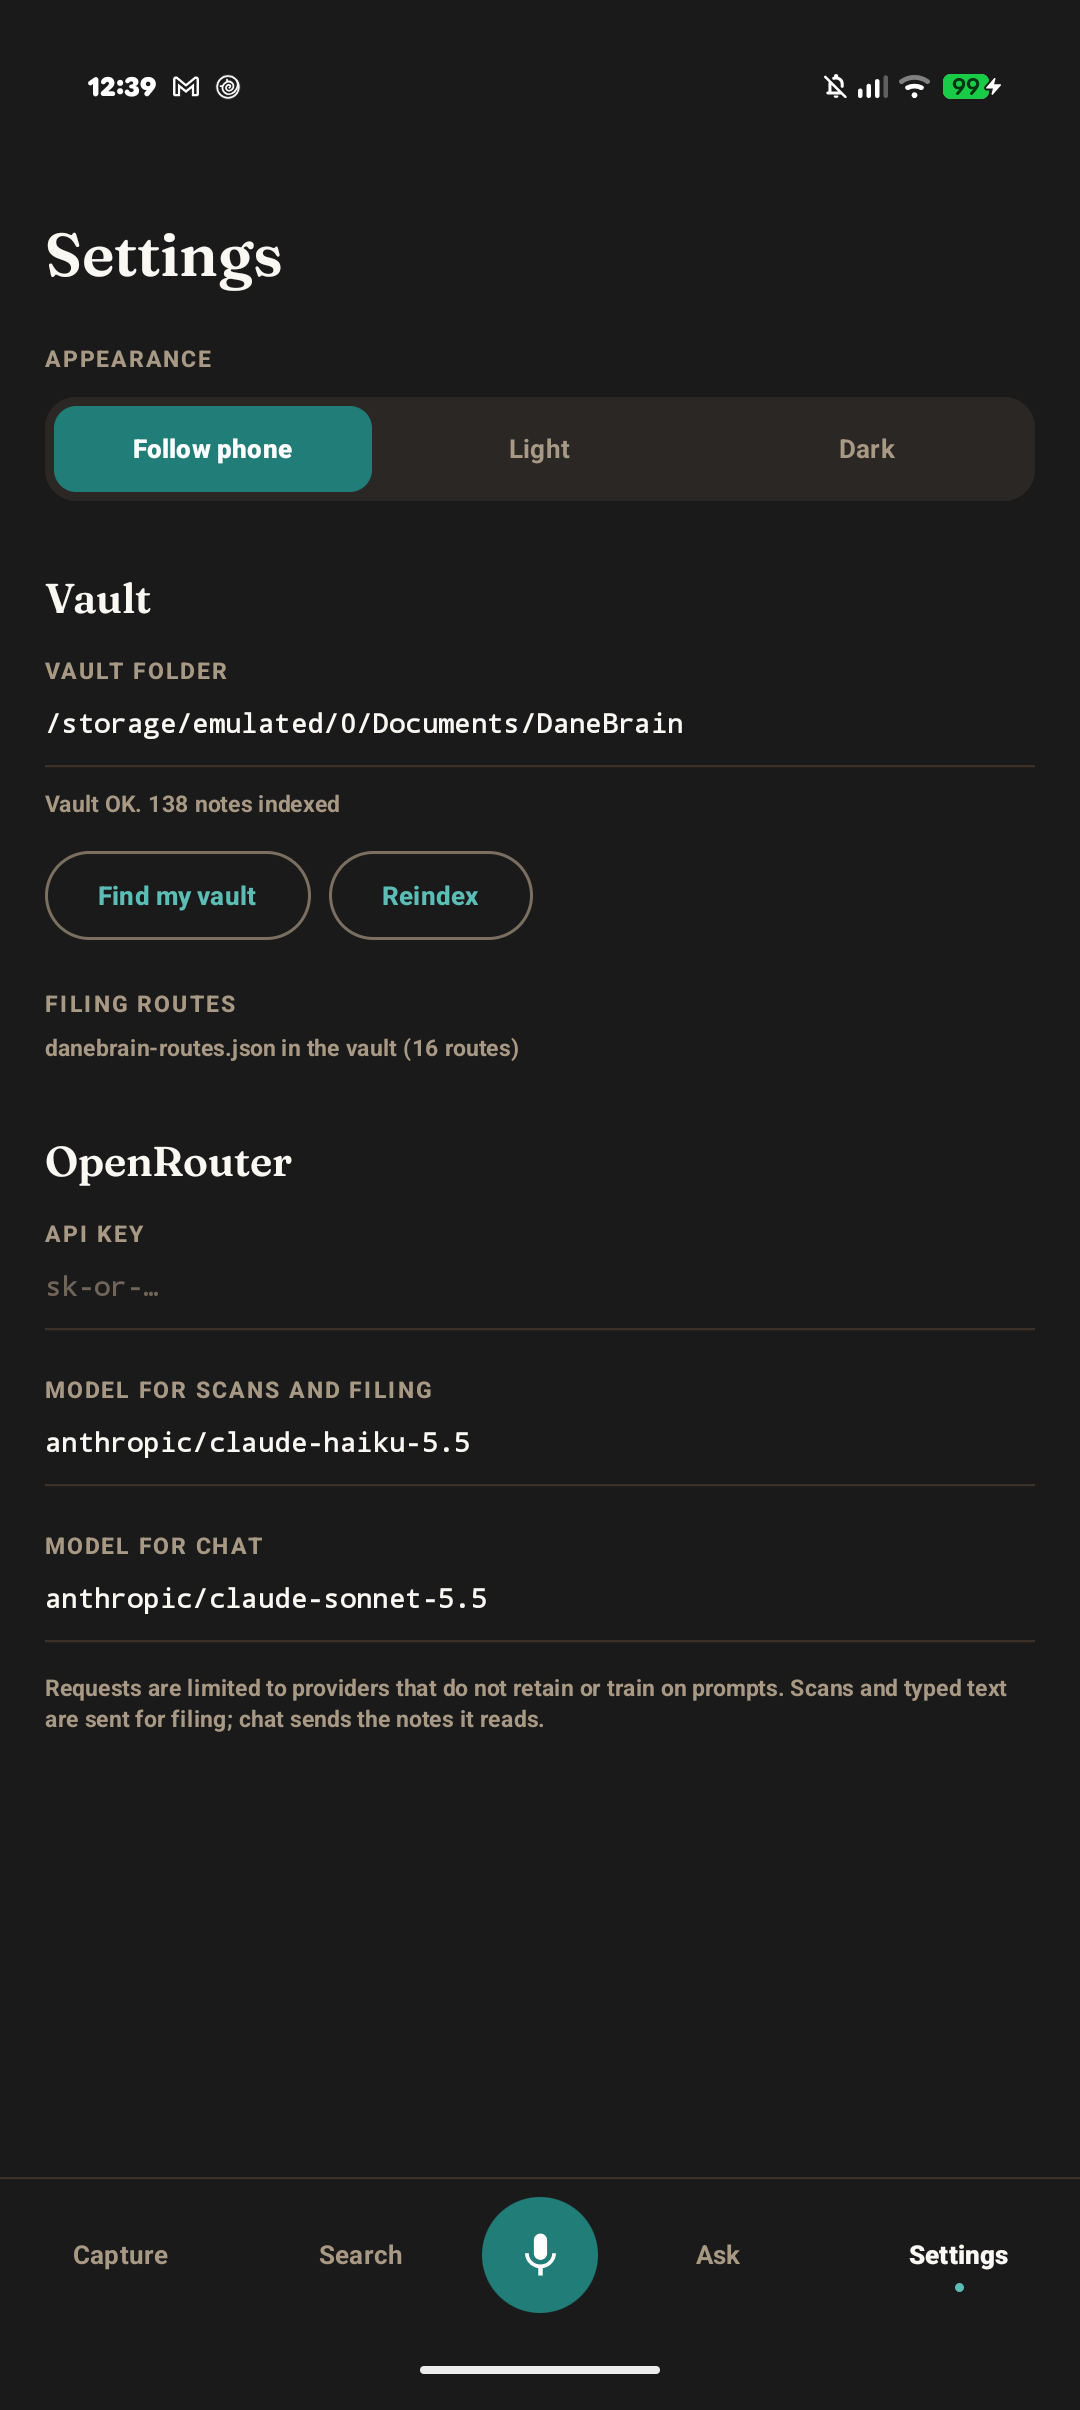 12:39
99
Settings
APPEARANCE
Follow phone Light Dark
Vault
VAULT FOLDER
/storage/emulated/0/Documents/DaneBrain
Vault OK. 138 notes indexed
Find my vault Reindex
FILING ROUTES
danebrain-routes.json in the vault (16 routes)
OpenRouter
API KEY
sk-or-…
MODEL FOR SCANS AND FILING
anthropic/claude-haiku-5.5
MODEL FOR CHAT
anthropic/claude-sonnet-5.5
Requests are limited to providers that do not retain or train on prompts. Scans and typed text
are sent for filing; chat sends the notes it reads.
Capture Search Ask Settings